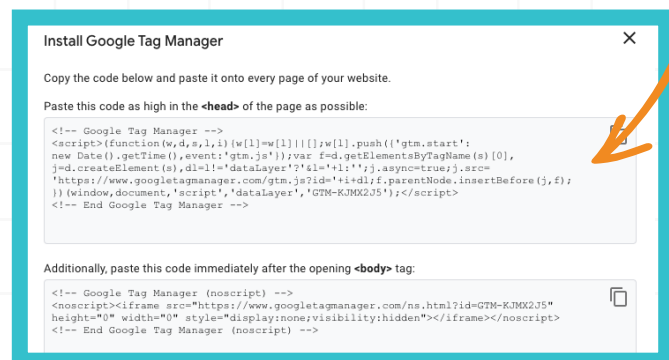 Install Google Tag Manager
Copy the code below and paste it onto every page of your website.
Paste this code as high in the <head> of the page as possible:
<!-- Google Tag Manager -->
<script>(function(w,d,s,l,i){w[l]=w[l]||[];w[l].push({'gtm.start':
new Date().getTime(),event:'gtm.js'});var f=d.getElementsByTagName(s)[0],
j=d.createElement(s),dl=l!='dataLayer'?'&l='+l:'';j.async=true;j.src=
'https://www.googletagmanager.com/gtm.js?id='+i+dl;f.parentNode.insertBefore(j,f);
})(window,document,'script','dataLayer','GTM-KJMX2J5');</script>
<!-- End Google Tag Manager -->
Additionally, paste this code immediately after the opening <body> tag:
<!-- Google Tag Manager (noscript) -->
<noscript><iframe src="https://www.googletagmanager.com/ns.html?id=GTM-KJMX2J5"
height="0" width="0" style="display:none;visibility:hidden"></iframe></noscript>
<!-- End Google Tag Manager (noscript) -->